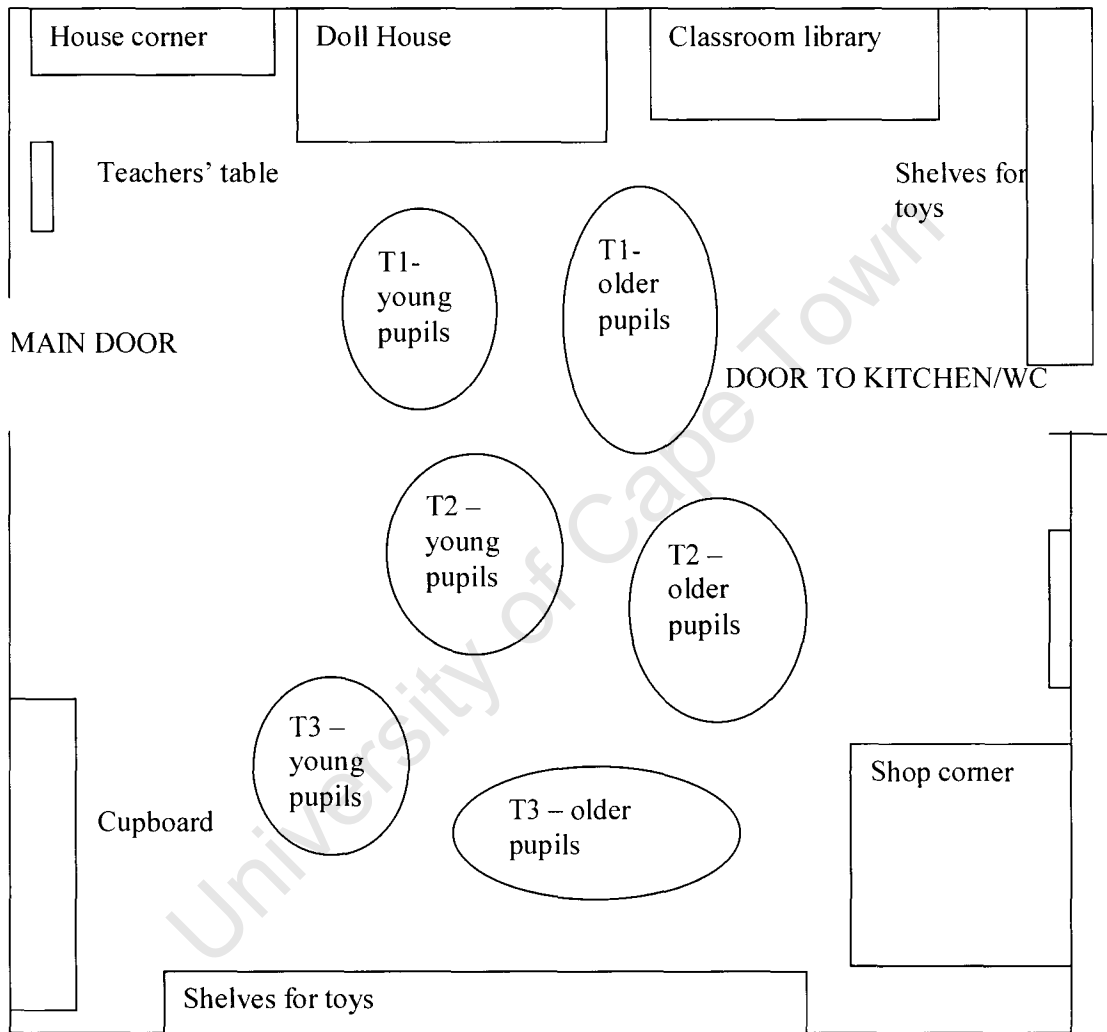 House corner
Doll House
Classroom library
Teachers' table
Shelves for
toys
T1-
young
pupils
T1-
older
pupils
MAIN DOOR
DOOR TO KITCHEN/WC
T2 –
young
pupils
T2 –
older
pupils
T3 –
young
pupils
Shop corner
Cupboard
T3 – older
pupils
Shelves for toys
University of Cape Town